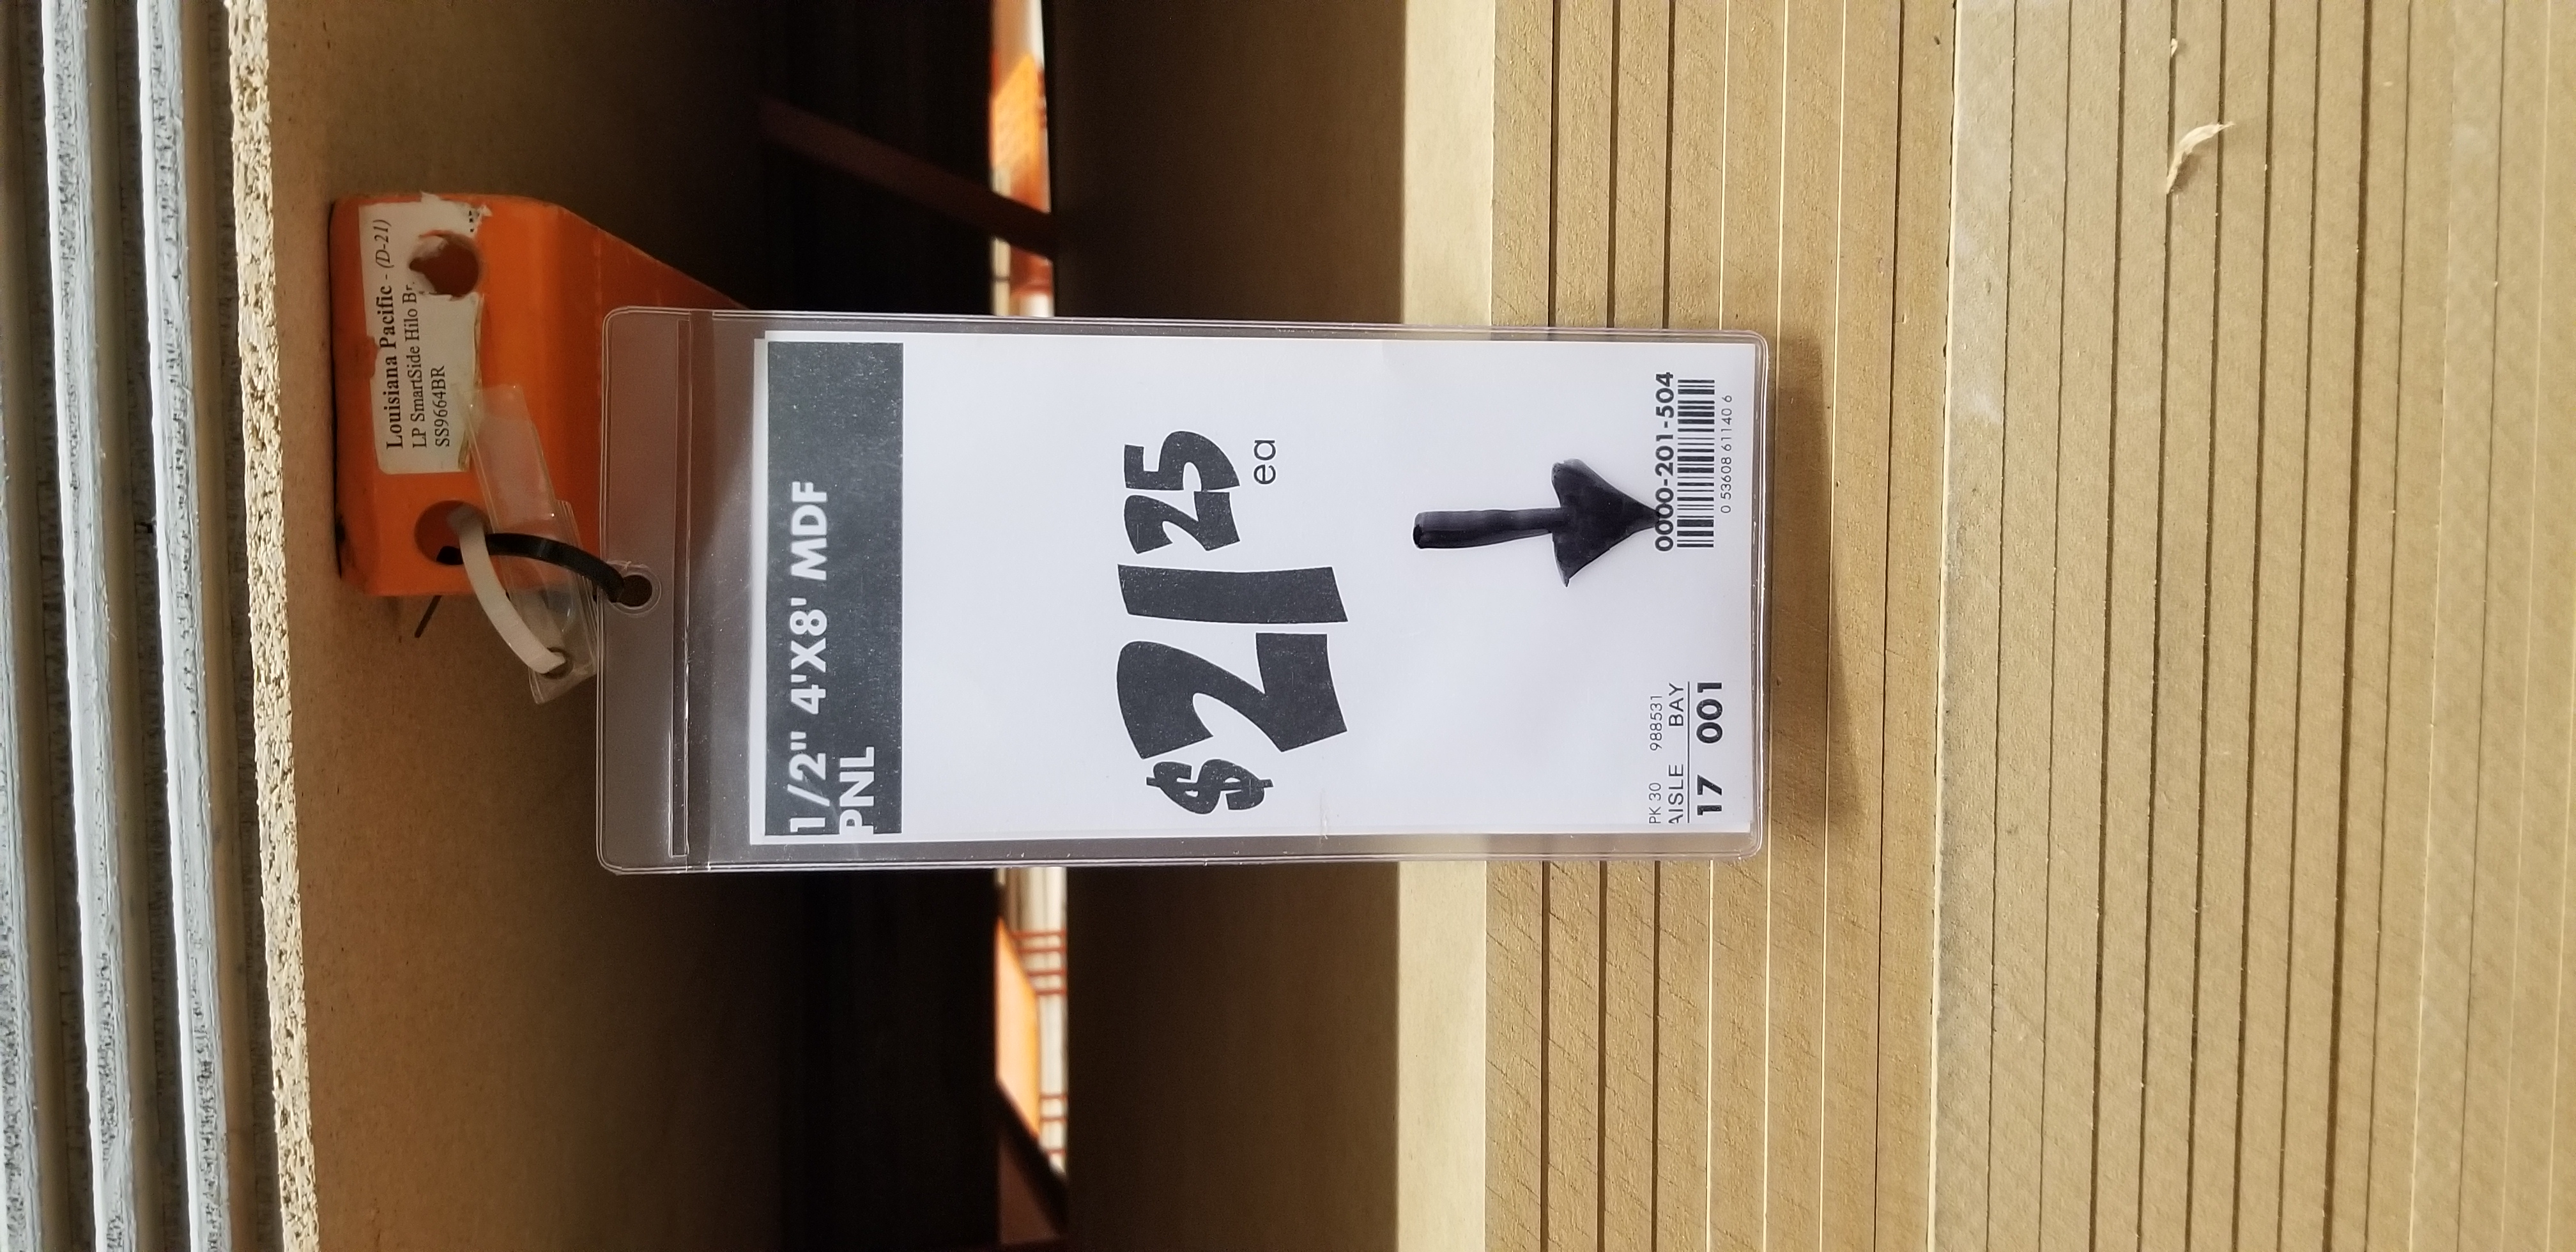 Louisiana Pacific - (D-21)
LP SmartSide Hilo
SS9664BR
1/2" 4'X8' MDF
PNL
$21 25
ea
PK 30 988531
AISLE BAY
17 001
0000-201-504
0 53608 61140 6